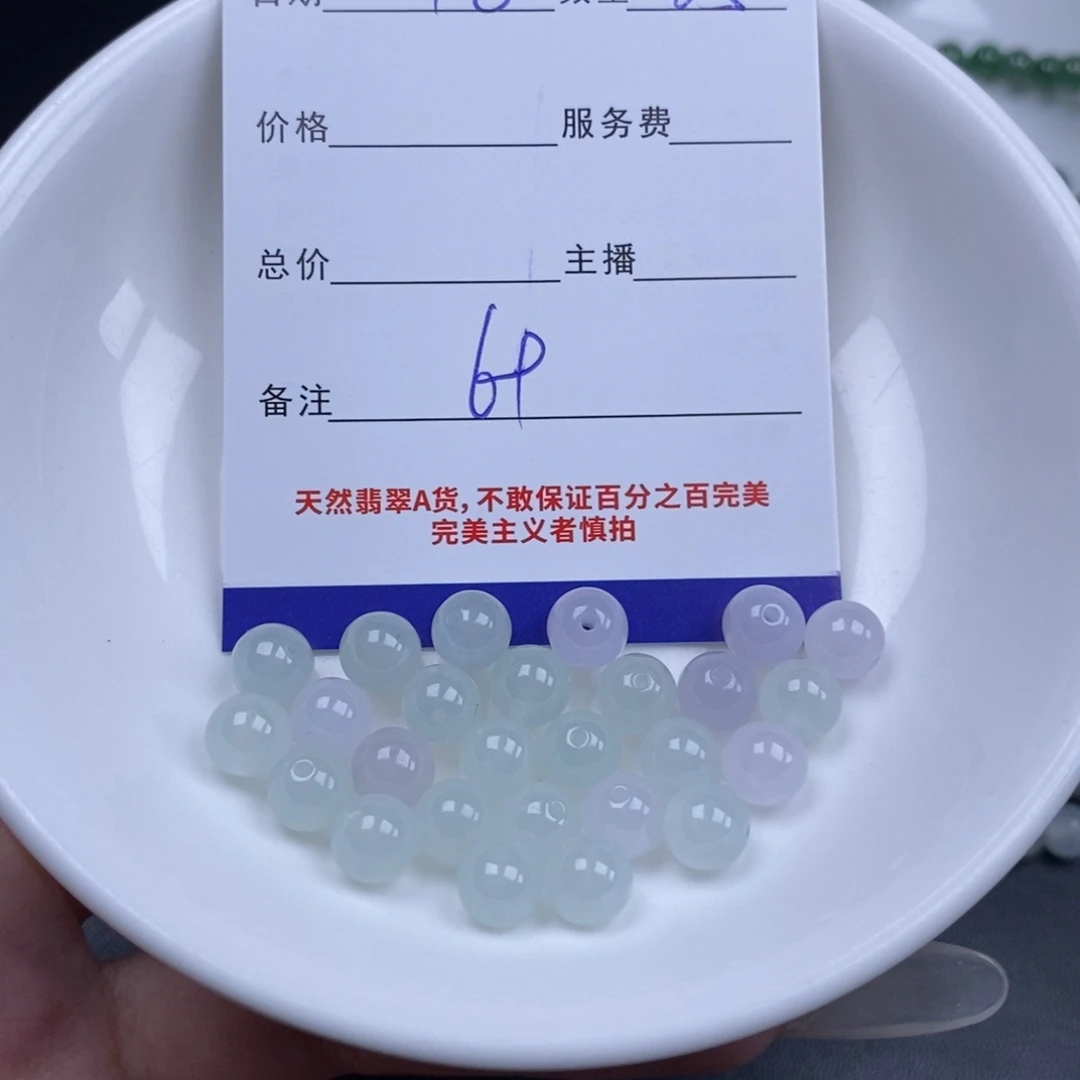 价格 服务费
总价 主播
备注 6P
天然翡翠A货,不敢保证百分之百完美
完美主义者慎拍